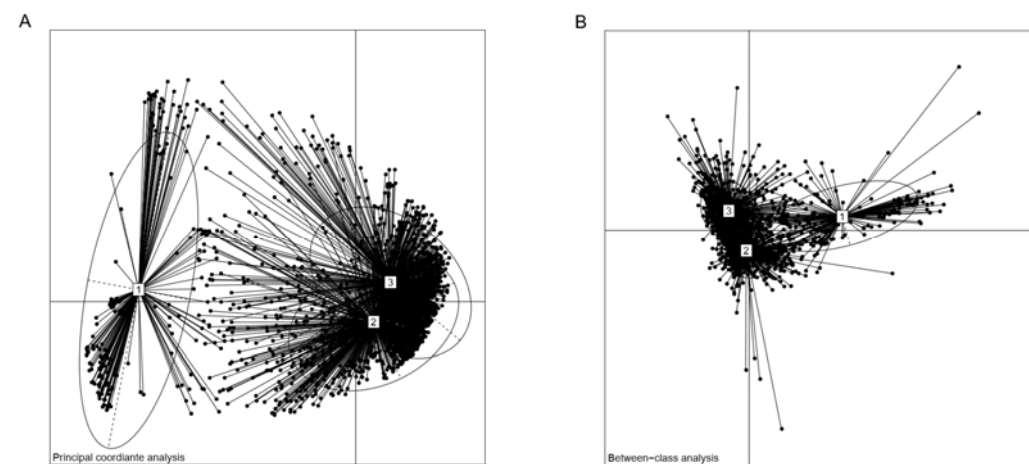 A
B
1
3
2
Principal coordiante analysis
3
1
2
Between-class analysis